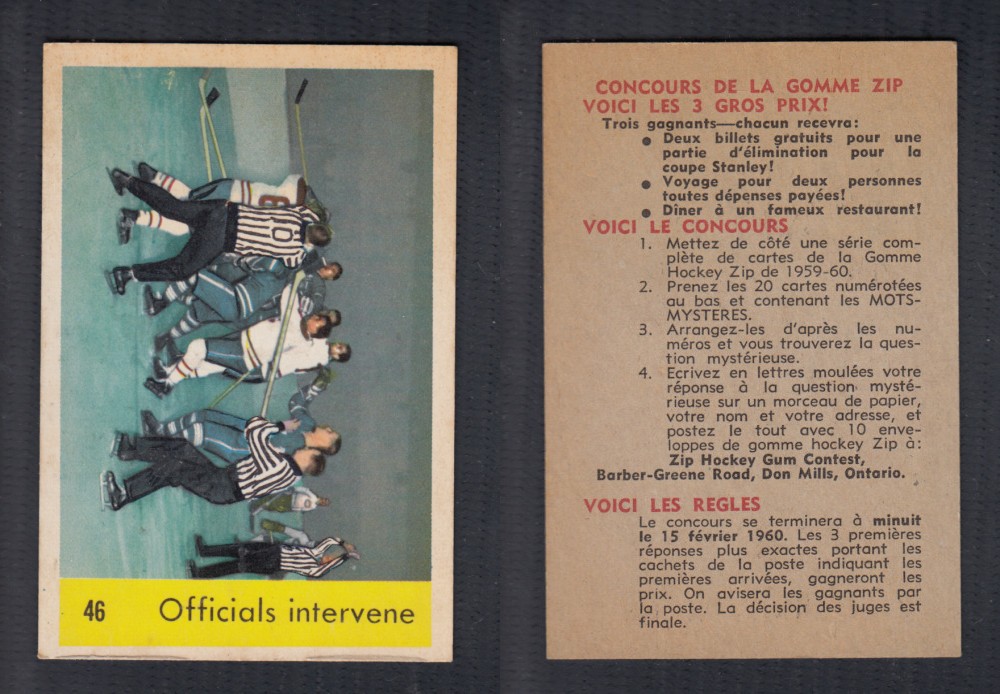 46 Officials intervene
CONCOURS DE LA GOMME ZIP
VOICI LES 3 GROS PRIX!
Trois gagnants—chacun recevra:
● Deux billets gratuits pour une
partie d'élimination pour la
coupe Stanley!
● Voyage pour deux personnes
toutes dépenses payées!
● Dîner à un fameux restaurant!
VOICI LE CONCOURS
1. Mettez de côté une série com-
plète de cartes de la Gomme
Hockey Zip de 1959-60.
2. Prenez les 20 cartes numérotées
au bas et contenant les MOTS-
MYSTERES.
3. Arrangez-les d'après les nu-
méros et vous trouverez la ques-
tion mystérieuse.
4. Ecrivez en lettres moulées votre
réponse à la question mysté-
rieuse sur un morceau de papier,
votre nom et votre adresse, et
postez le tout avec 10 enve-
loppes de gomme hockey Zip à:
Zip Hockey Gum Contest,
Barber-Greene Road, Don Mills, Ontario.
VOICI LES REGLES
Le concours se terminera à minuit
le 15 février 1960. Les 3 premières
réponses plus exactes portant les
cachets de la poste indiquant les
premières arrivées, gagneront les
prix. On avisera les gagnants par
la poste. La décision des juges est
finale.